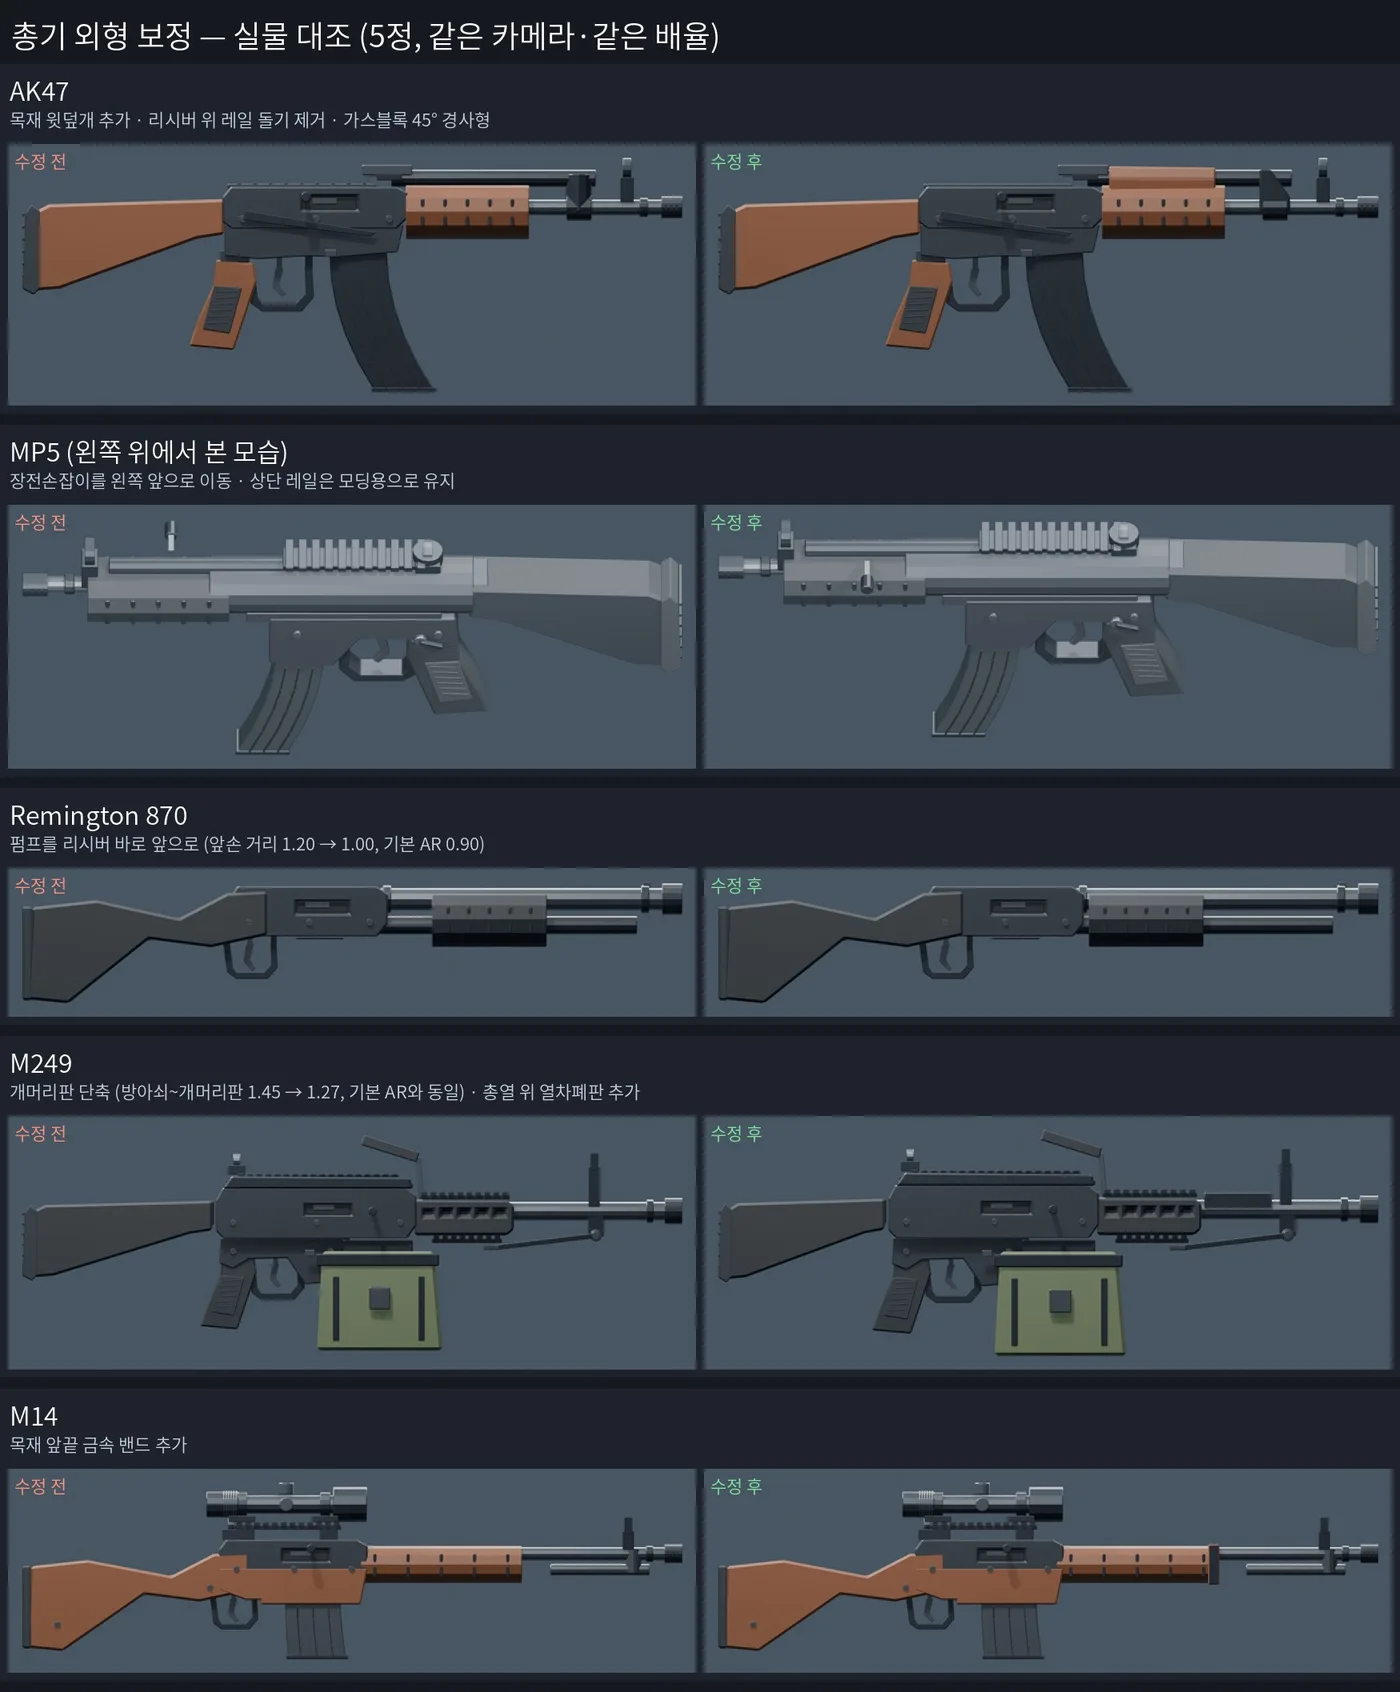 총기 외형 보정 — 실물 대조 (5정, 같은 카메라·같은 배율)
AK47
목재 윗덮개 추가 · 리시버 위 레일 돌기 제거 · 가스블록 45° 경사형
수정 전
수정 후
MP5 (왼쪽 위에서 본 모습)
장전손잡이를 왼쪽 앞으로 이동 · 상단 레일은 모딩용으로 유지
수정 전
수정 후
Remington 870
펌프를 리시버 바로 앞으로 (앞손 거리 1.20 → 1.00, 기본 AR 0.90)
수정 전
수정 후
M249
개머리판 단축 (방아쇠~개머리판 1.45 → 1.27, 기본 AR와 동일) · 총열 위 열차폐판 추가
수정 전
수정 후
M14
목재 앞끝 금속 밴드 추가
수정 전
수정 후